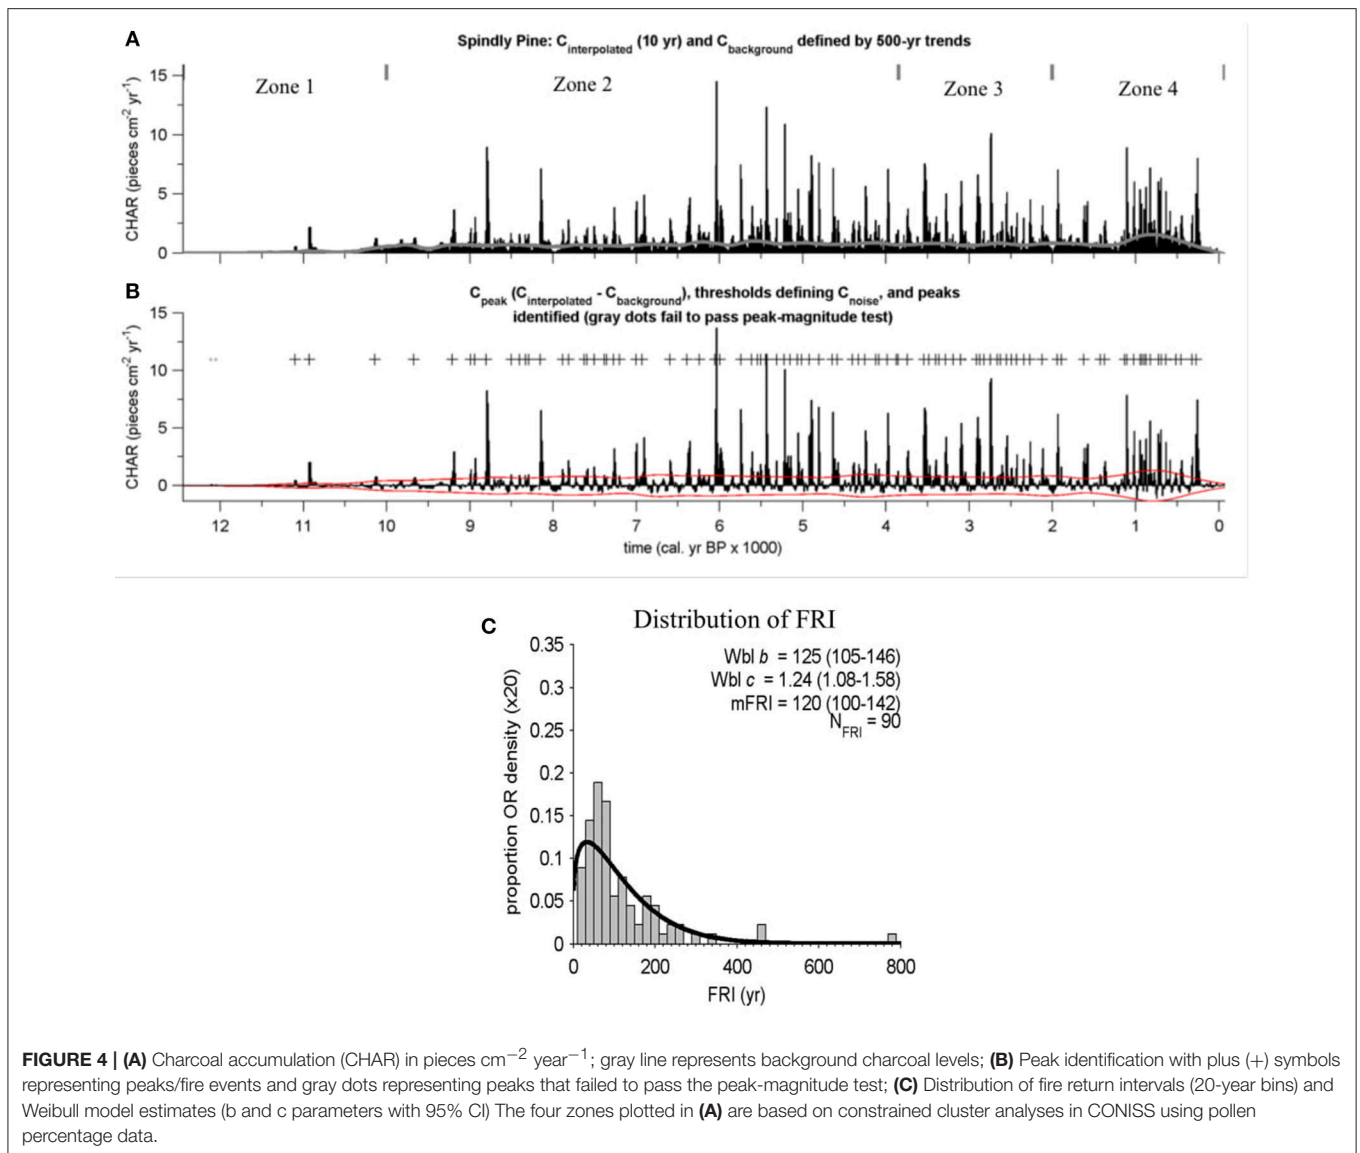 A
Spindly Pine: Cinterpolated (10 yr) and Cbackground defined by 500-yr trends
Zone 1
Zone 2
Zone 3
Zone 4
CHAR (pieces cm-2 yr-1)
15
10
5
0
B
Cpeak (Cinterpolated - Cbackground), thresholds defining Cnoise, and peaks
identified (gray dots fail to pass peak-magnitude test)
CHAR (pieces cm-2 yr-1)
15
10
5
0
12 11 10 9 8 7 6 5 4 3 2 1 0
time (cal. yr BP x 1000)
C
Distribution of FRI
Wbl b = 125 (105-146)
Wbl c = 1.24 (1.08-1.58)
mFRI = 120 (100-142)
NFRI = 90
proportion OR density (x20)
0.35
0.3
0.25
0.2
0.15
0.1
0.05
0
0 200 400 600 800
FRI (yr)
FIGURE 4 | (A) Charcoal accumulation (CHAR) in pieces cm−2 year−1; gray line represents background charcoal levels; (B) Peak identification with plus (+) symbols
representing peaks/fire events and gray dots representing peaks that failed to pass the peak-magnitude test; (C) Distribution of fire return intervals (20-year bins) and
Weibull model estimates (b and c parameters with 95% CI) The four zones plotted in (A) are based on constrained cluster analyses in CONISS using pollen
percentage data.